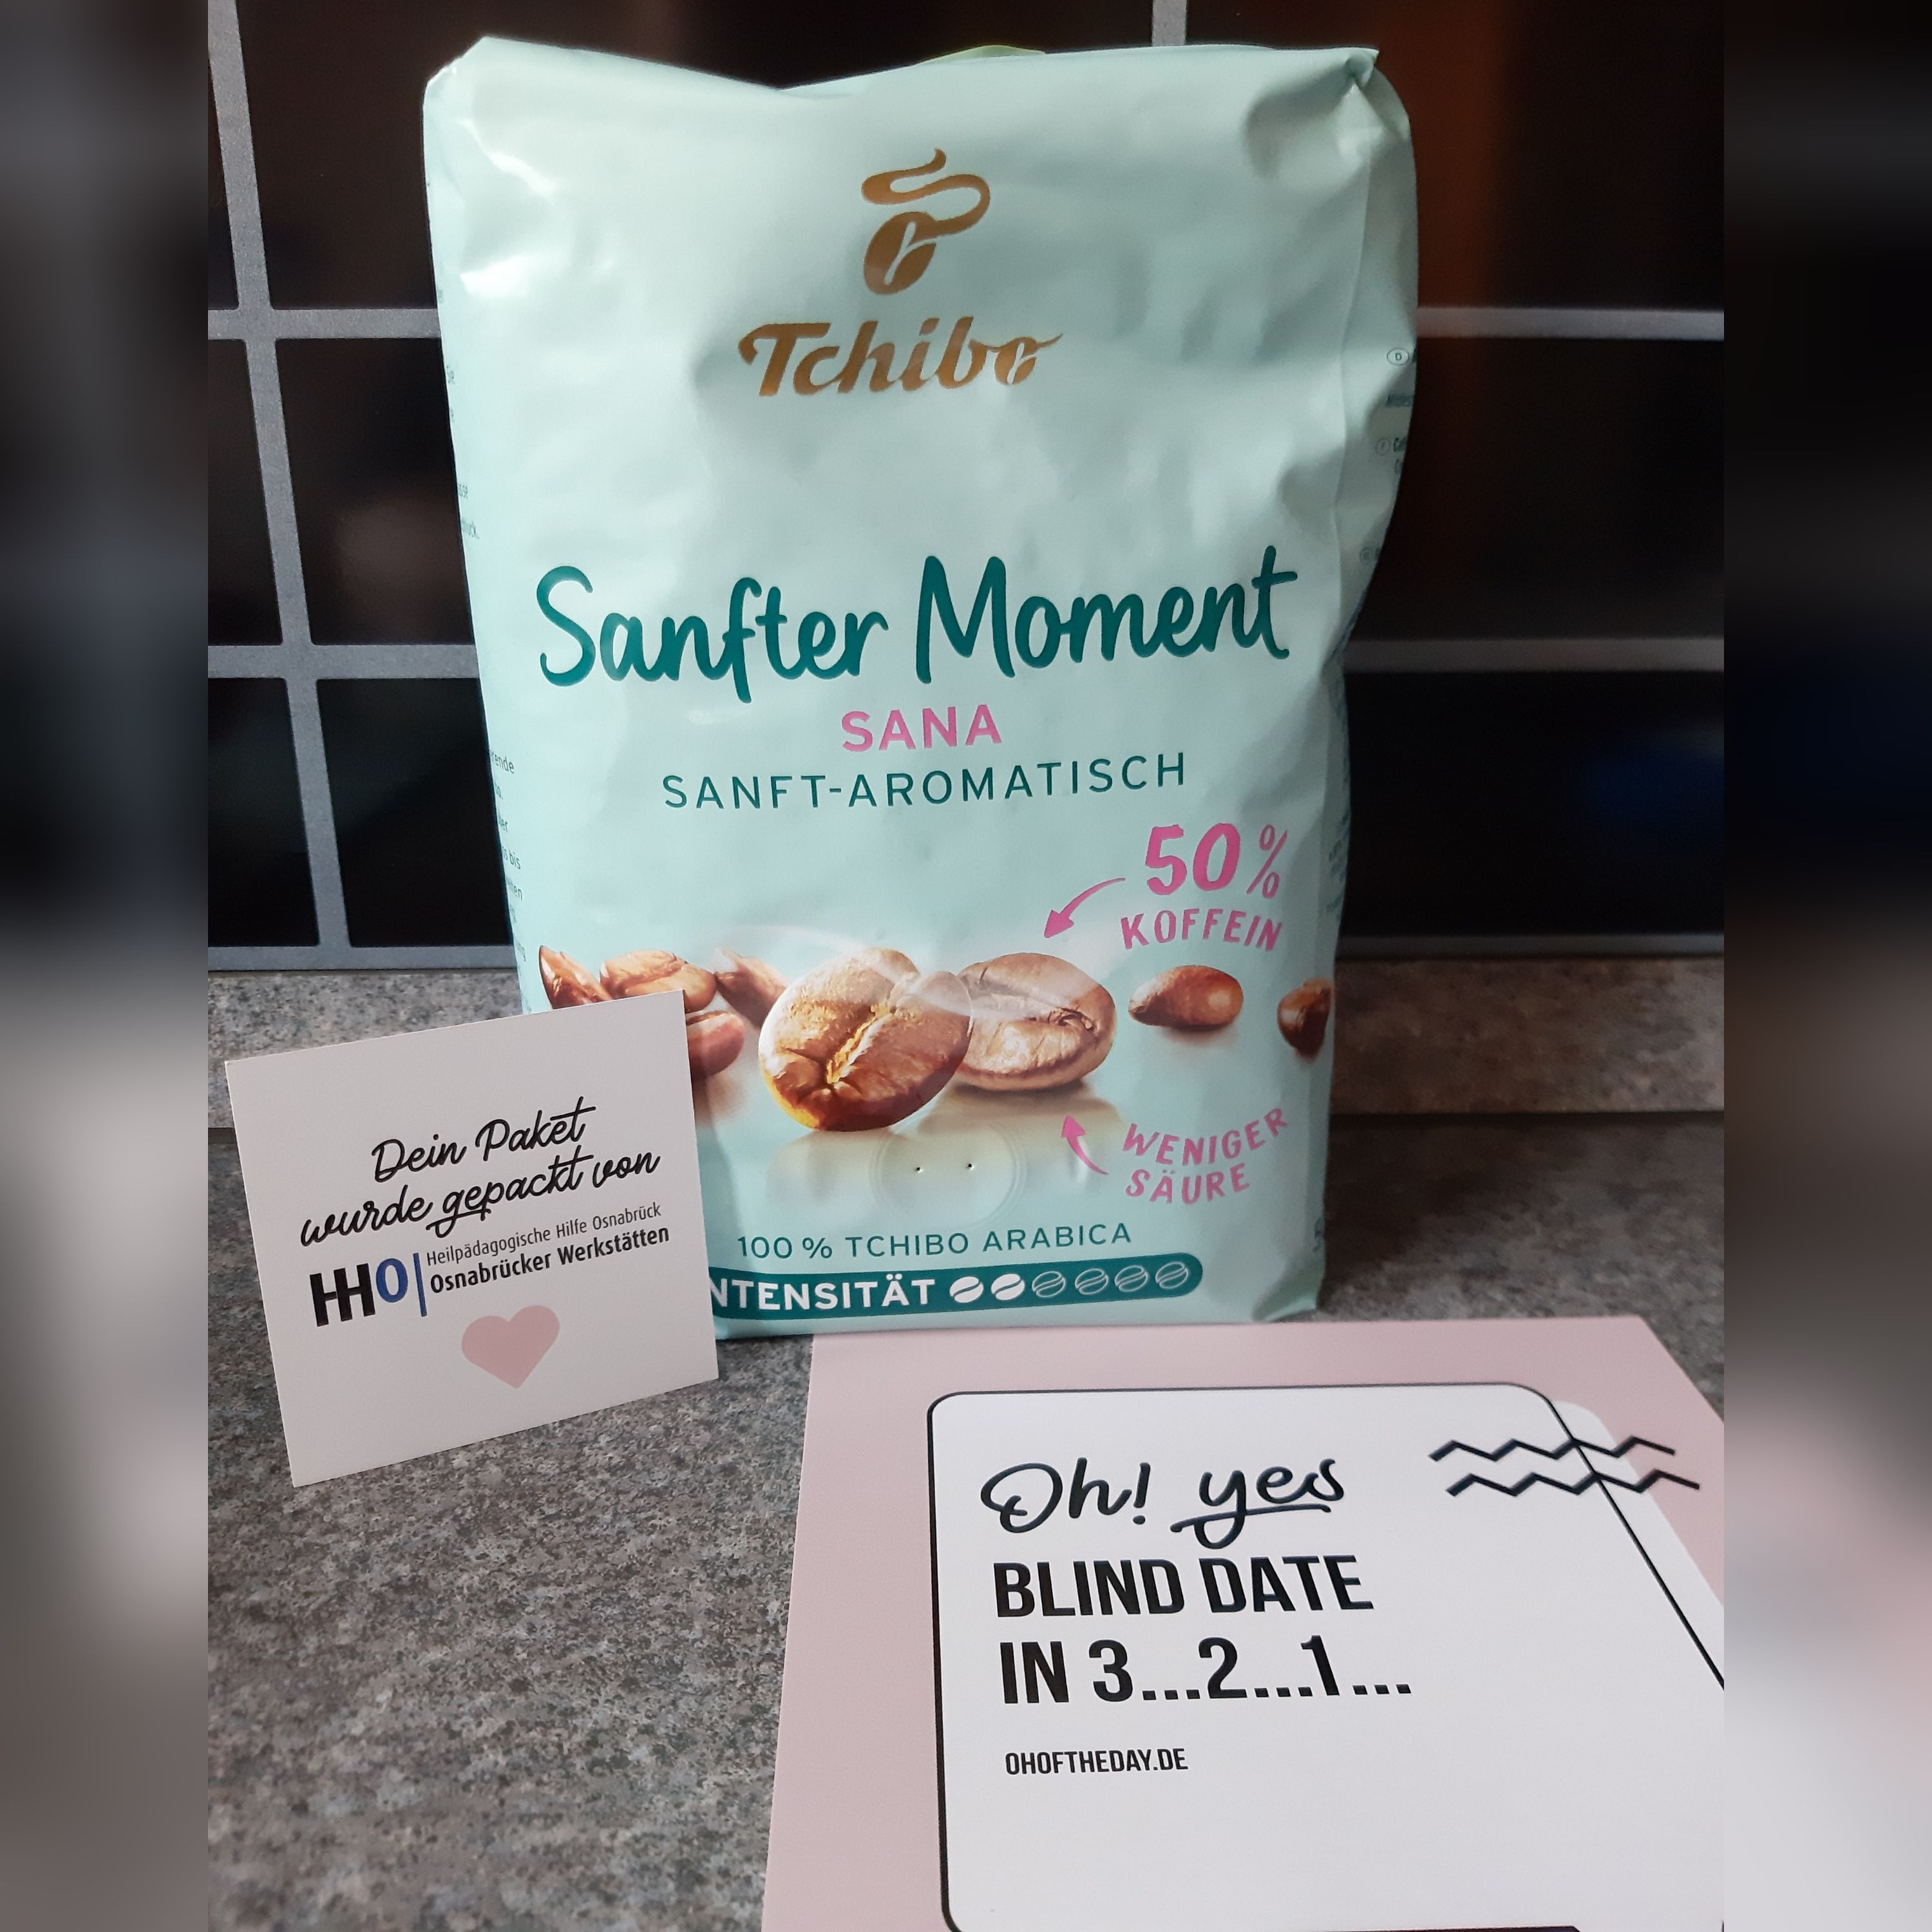 Tchibo
Sanfter Moment
SANA
SANFT-AROMATISCH
50%
KOFFEIN
WENIGER
SÄURE
100 % TCHIBO ARABICA
NTENSITÄT
Dein Paket
wurde gepackt von
HHO
Heilpädagogische Hilfe Osnabrück
Osnabrücker Werkstätten
Oh! yes
BLIND DATE
IN 3...2...1...
OHOFTHEDAY.DE